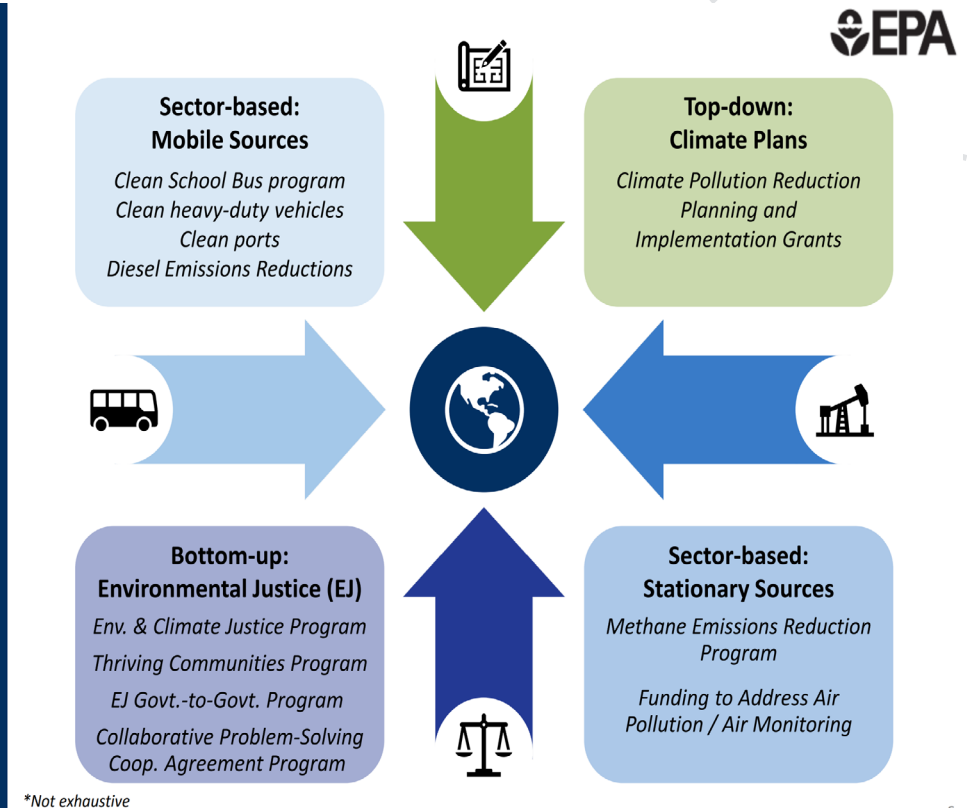 EPA
Sector-based:
Mobile Sources
Clean School Bus program
Clean heavy-duty vehicles
Clean ports
Diesel Emissions Reductions
Top-down:
Climate Plans
Climate Pollution Reduction
Planning and
Implementation Grants
Bottom-up:
Environmental Justice (EJ)
Env. & Climate Justice Program
Thriving Communities Program
EJ Govt.-to-Govt. Program
Collaborative Problem-Solving
Coop. Agreement Program
Sector-based:
Stationary Sources
Methane Emissions Reduction
Program
Funding to Address Air
Pollution / Air Monitoring
*Not exhaustive